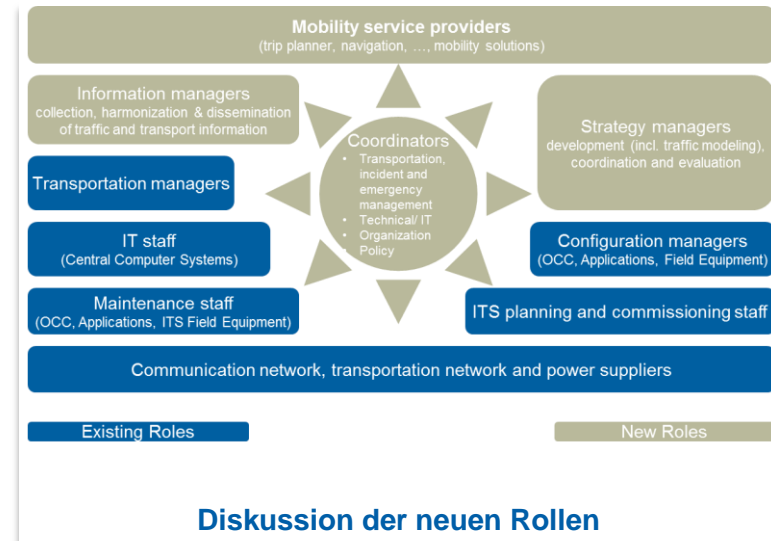 Mobility service providers
(trip planner, navigation, …, mobility solutions)
Information managers
collection, harmonization & dissemination
of traffic and transport information
Transportation managers
IT staff
(Central Computer Systems)
Maintenance staff
(OCC, Applications, ITS Field Equipment)
Coordinators
• Transportation,
incident and
emergency
management
• Technical/ IT
• Organization
• Policy
Strategy managers
development (incl. traffic modeling),
coordination and evaluation
Configuration managers
(OCC, Applications, Field Equipment)
ITS planning and commissioning staff
Communication network, transportation network and power suppliers
Existing Roles
New Roles
Diskussion der neuen Rollen